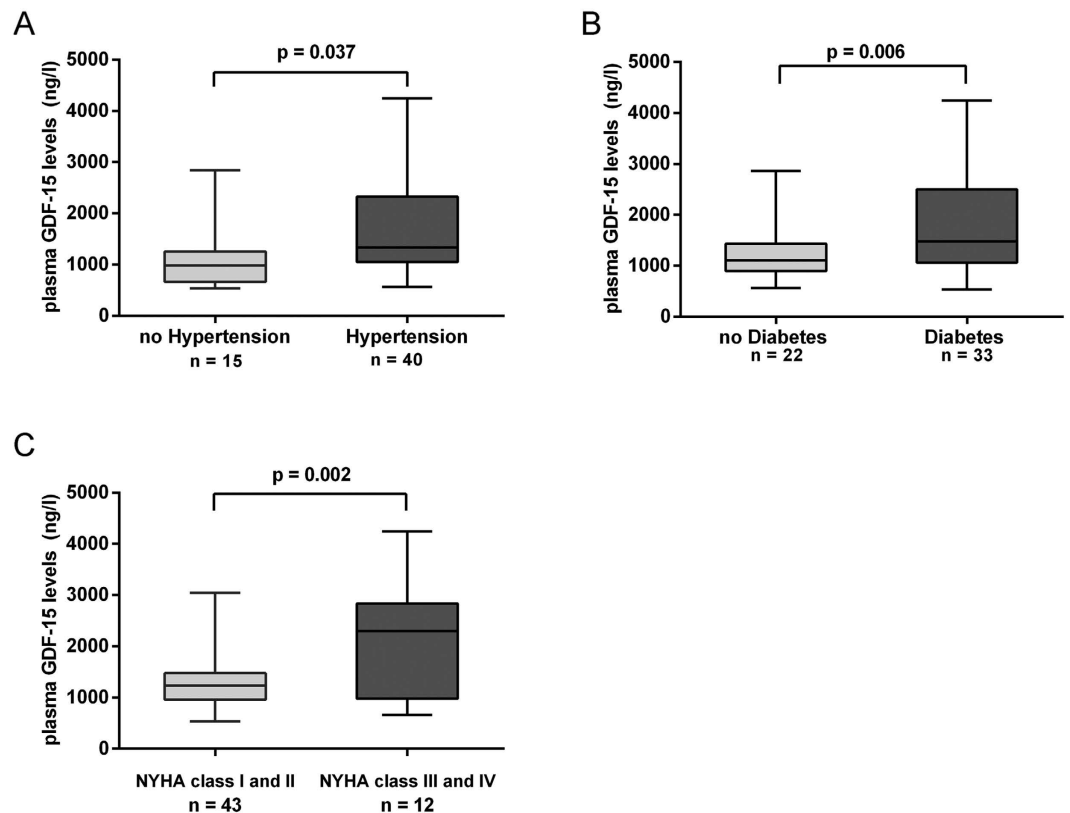 A
p = 0.037
plasma GDF-15 levels (ng/l)
5000
4000
3000
2000
1000
0
no Hypertension
n = 15
Hypertension
n = 40
B
p = 0.006
plasma GDF-15 levels (ng/l)
5000
4000
3000
2000
1000
0
no Diabetes
n = 22
Diabetes
n = 33
C
p = 0.002
plasma GDF-15 levels (ng/l)
5000
4000
3000
2000
1000
0
NYHA class I and II
n = 43
NYHA class III and IV
n = 12